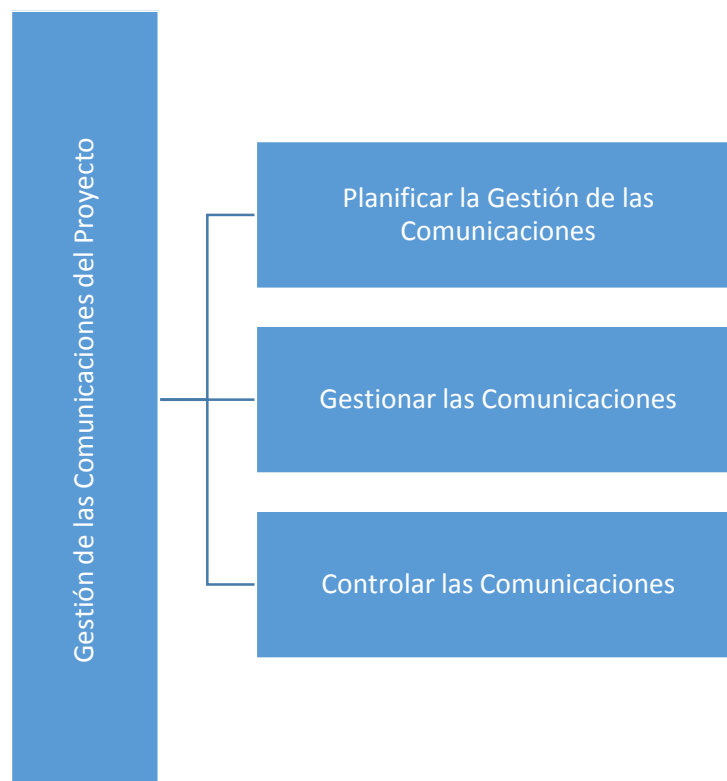 Gestión de las Comunicaciones del Proyecto
Planificar la Gestión de las
Comunicaciones
Gestionar las Comunicaciones
Controlar las Comunicaciones